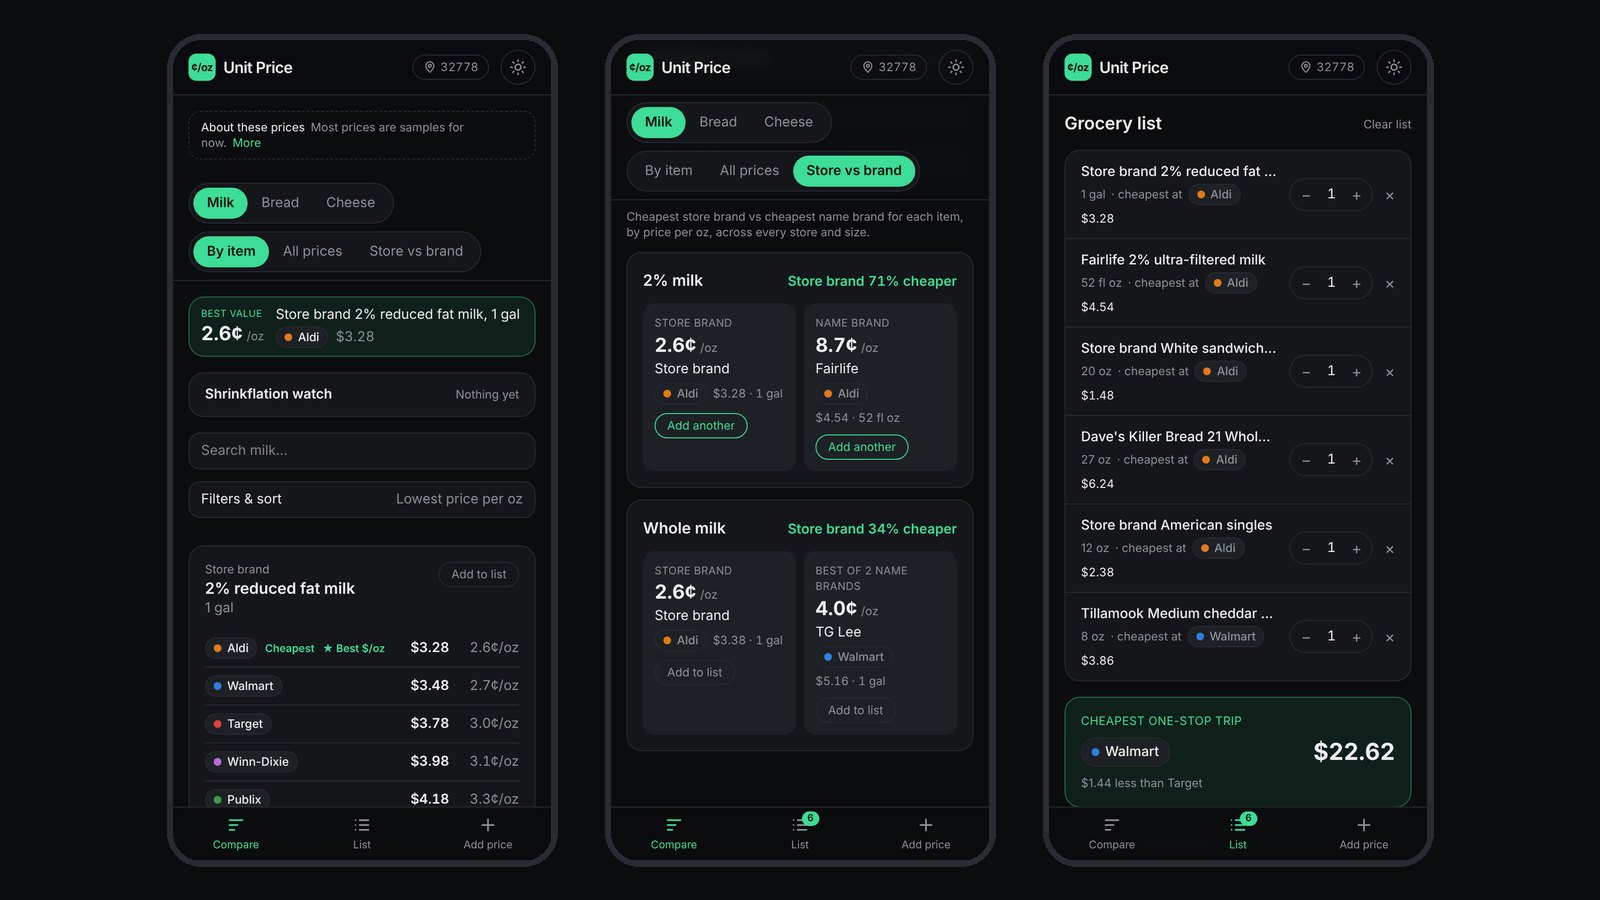 ¢/oz Unit Price 32778
About these prices Most prices are samples for
now. More
Milk Bread Cheese
By item All prices Store vs brand
BEST VALUE Store brand 2% reduced fat milk, 1 gal
2.6¢ /oz Aldi $3.28
Shrinkflation watch Nothing yet
Search milk...
Filters & sort Lowest price per oz
Store brand
2% reduced fat milk Add to list
1 gal
Aldi Cheapest ★ Best $/oz $3.28 2.6¢/oz
Walmart $3.48 2.7¢/oz
Target $3.78 3.0¢/oz
Winn-Dixie $3.98 3.1¢/oz
Publix $4.18 3.3¢/oz
Compare List Add price
¢/oz Unit Price 32778
Milk Bread Cheese
By item All prices Store vs brand
Cheapest store brand vs cheapest name brand for each item,
by price per oz, across every store and size.
2% milk Store brand 71% cheaper
STORE BRAND
2.6¢ /oz
Store brand
Aldi $3.28 · 1 gal
Add another
NAME BRAND
8.7¢ /oz
Fairlife
Aldi
$4.54 · 52 fl oz
Add another
Whole milk Store brand 34% cheaper
STORE BRAND
2.6¢ /oz
Store brand
Aldi $3.38 · 1 gal
Add to list
BEST OF 2 NAME
BRANDS
4.0¢ /oz
TG Lee
Walmart
$5.16 · 1 gal
Add to list
6
Compare List Add price
¢/oz Unit Price 32778
Grocery list Clear list
Store brand 2% reduced fat ...
1 gal · cheapest at Aldi − 1 + ×
$3.28
Fairlife 2% ultra-filtered milk
52 fl oz · cheapest at Aldi − 1 + ×
$4.54
Store brand White sandwich...
20 oz · cheapest at Aldi − 1 + ×
$1.48
Dave's Killer Bread 21 Whol...
27 oz · cheapest at Aldi − 1 + ×
$6.24
Store brand American singles
12 oz · cheapest at Aldi − 1 + ×
$2.38
Tillamook Medium cheddar ...
8 oz · cheapest at Walmart − 1 + ×
$3.86
CHEAPEST ONE-STOP TRIP
Walmart $22.62
$1.44 less than Target
6
Compare List Add price